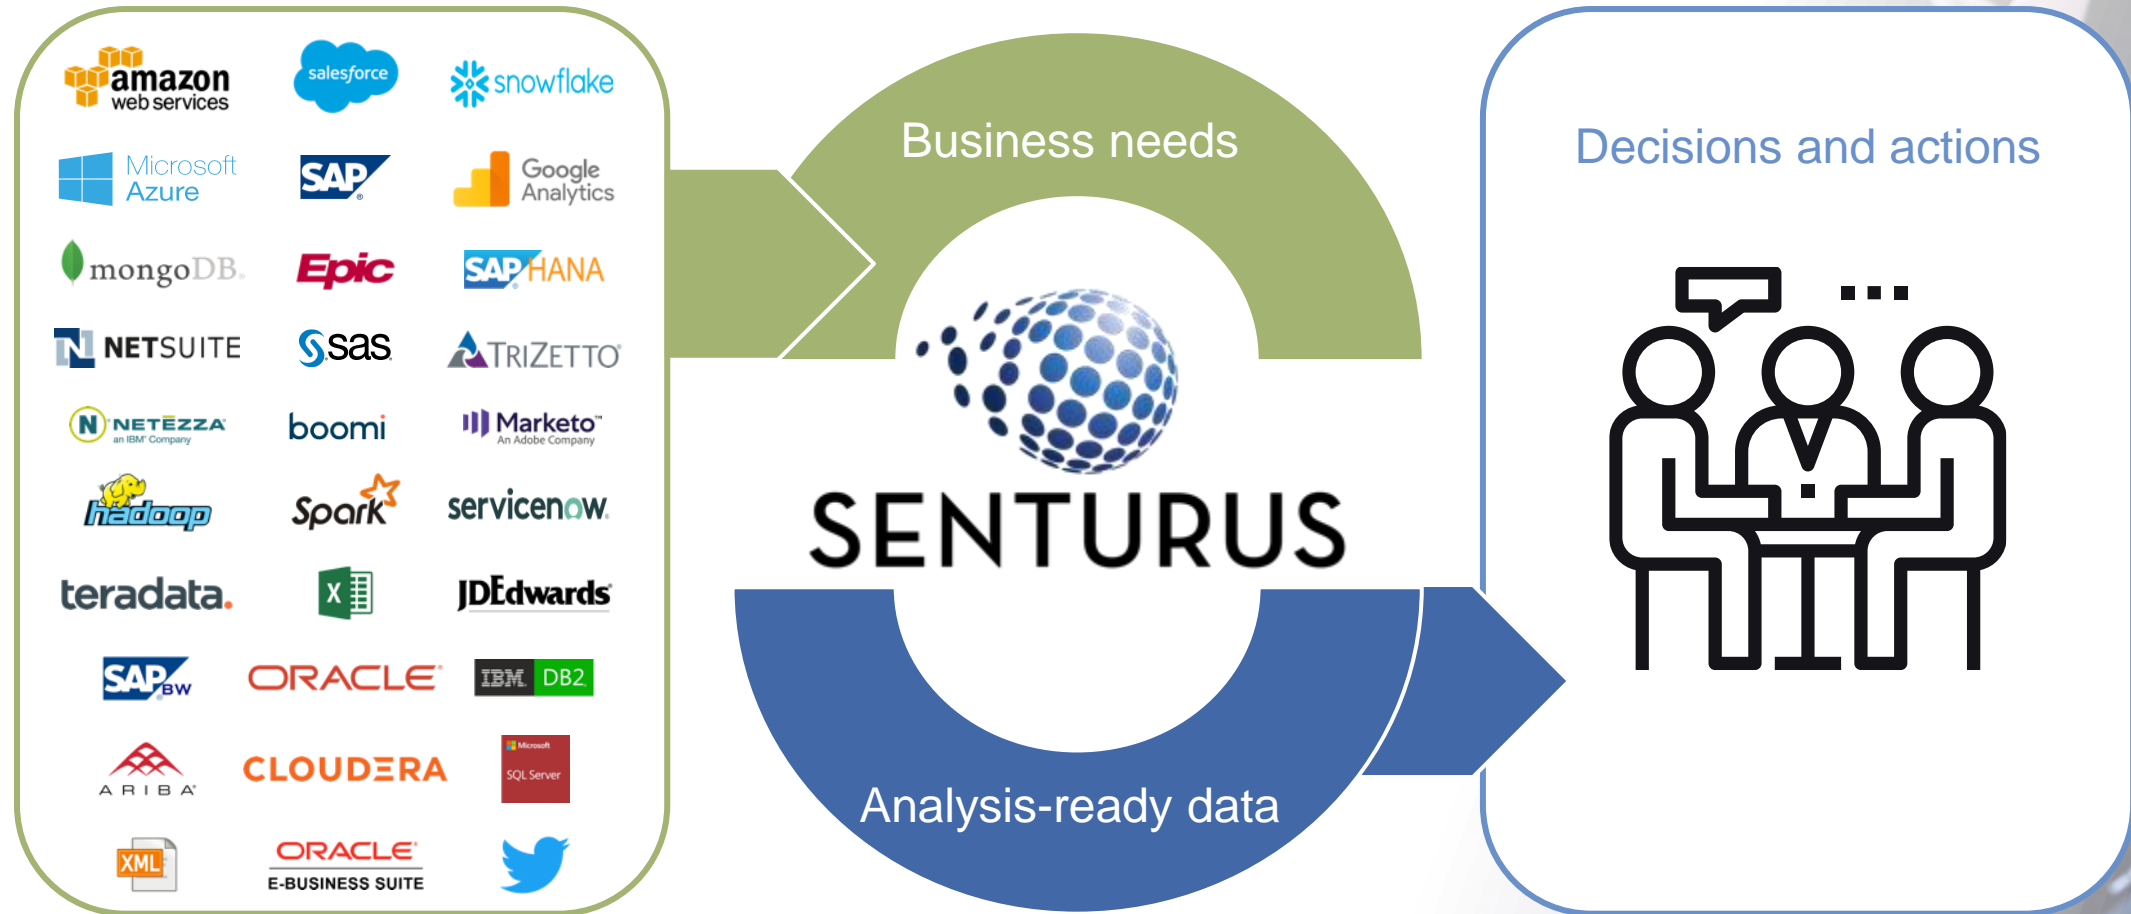 amazon
web services
salesforce
snowflake
Microsoft
Azure
SAP
Google
Analytics
mongoDB.
Epic
SAP HANA
NETSUITE
sas
TRIZETTO
N NETEZZA
an IBM Company
boomi
Marketo™
An Adobe Company
hadoop
Spark
servicenow
teradata.
X
JDEdwards
SAP BW
ORACLE
IBM DB2
ARIBA
CLOUDERA
Microsoft
SQL Server
XML
ORACLE
E-BUSINESS SUITE
Business needs
SENTURUS
Analysis-ready data
Decisions and actions